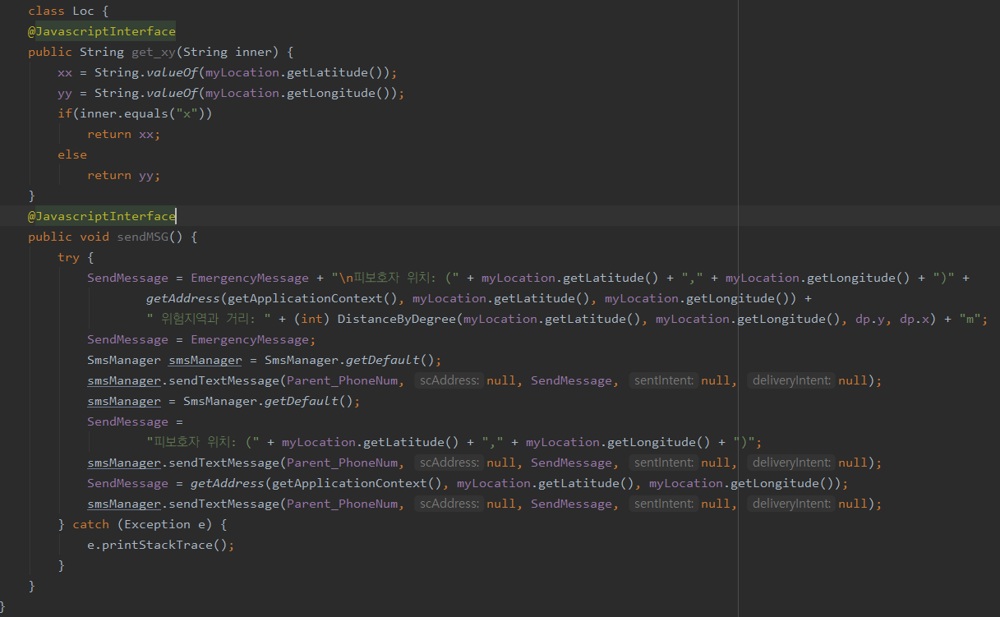 class Loc {
@JavascriptInterface
public String get_xy(String inner) {
xx = String.valueOf(myLocation.getLatitude());
yy = String.valueOf(myLocation.getLongitude());
if(inner.equals("x"))
return xx;
else
return yy;
}
@JavascriptInterface
public void sendMSG() {
try {
SendMessage = EmergencyMessage + "\n피보호자 위치: (" + myLocation.getLatitude() + "," + myLocation.getLongitude() + ")" +
getAddress(getApplicationContext(), myLocation.getLatitude(), myLocation.getLongitude()) +
" 위험지역과 거리: " + (int) DistanceByDegree(myLocation.getLatitude(), myLocation.getLongitude(), dp.y, dp.x) + "m";
SendMessage = EmergencyMessage;
SmsManager smsManager = SmsManager.getDefault();
smsManager.sendTextMessage(Parent_PhoneNum, scAddress: null, SendMessage, sentIntent: null, deliveryIntent: null);
smsManager = SmsManager.getDefault();
SendMessage =
"피보호자 위치: (" + myLocation.getLatitude() + "," + myLocation.getLongitude() + ")";
smsManager.sendTextMessage(Parent_PhoneNum, scAddress: null, SendMessage, sentIntent: null, deliveryIntent: null);
SendMessage = getAddress(getApplicationContext(), myLocation.getLatitude(), myLocation.getLongitude());
smsManager.sendTextMessage(Parent_PhoneNum, scAddress: null, SendMessage, sentIntent: null, deliveryIntent: null);
} catch (Exception e) {
e.printStackTrace();
}
}
}